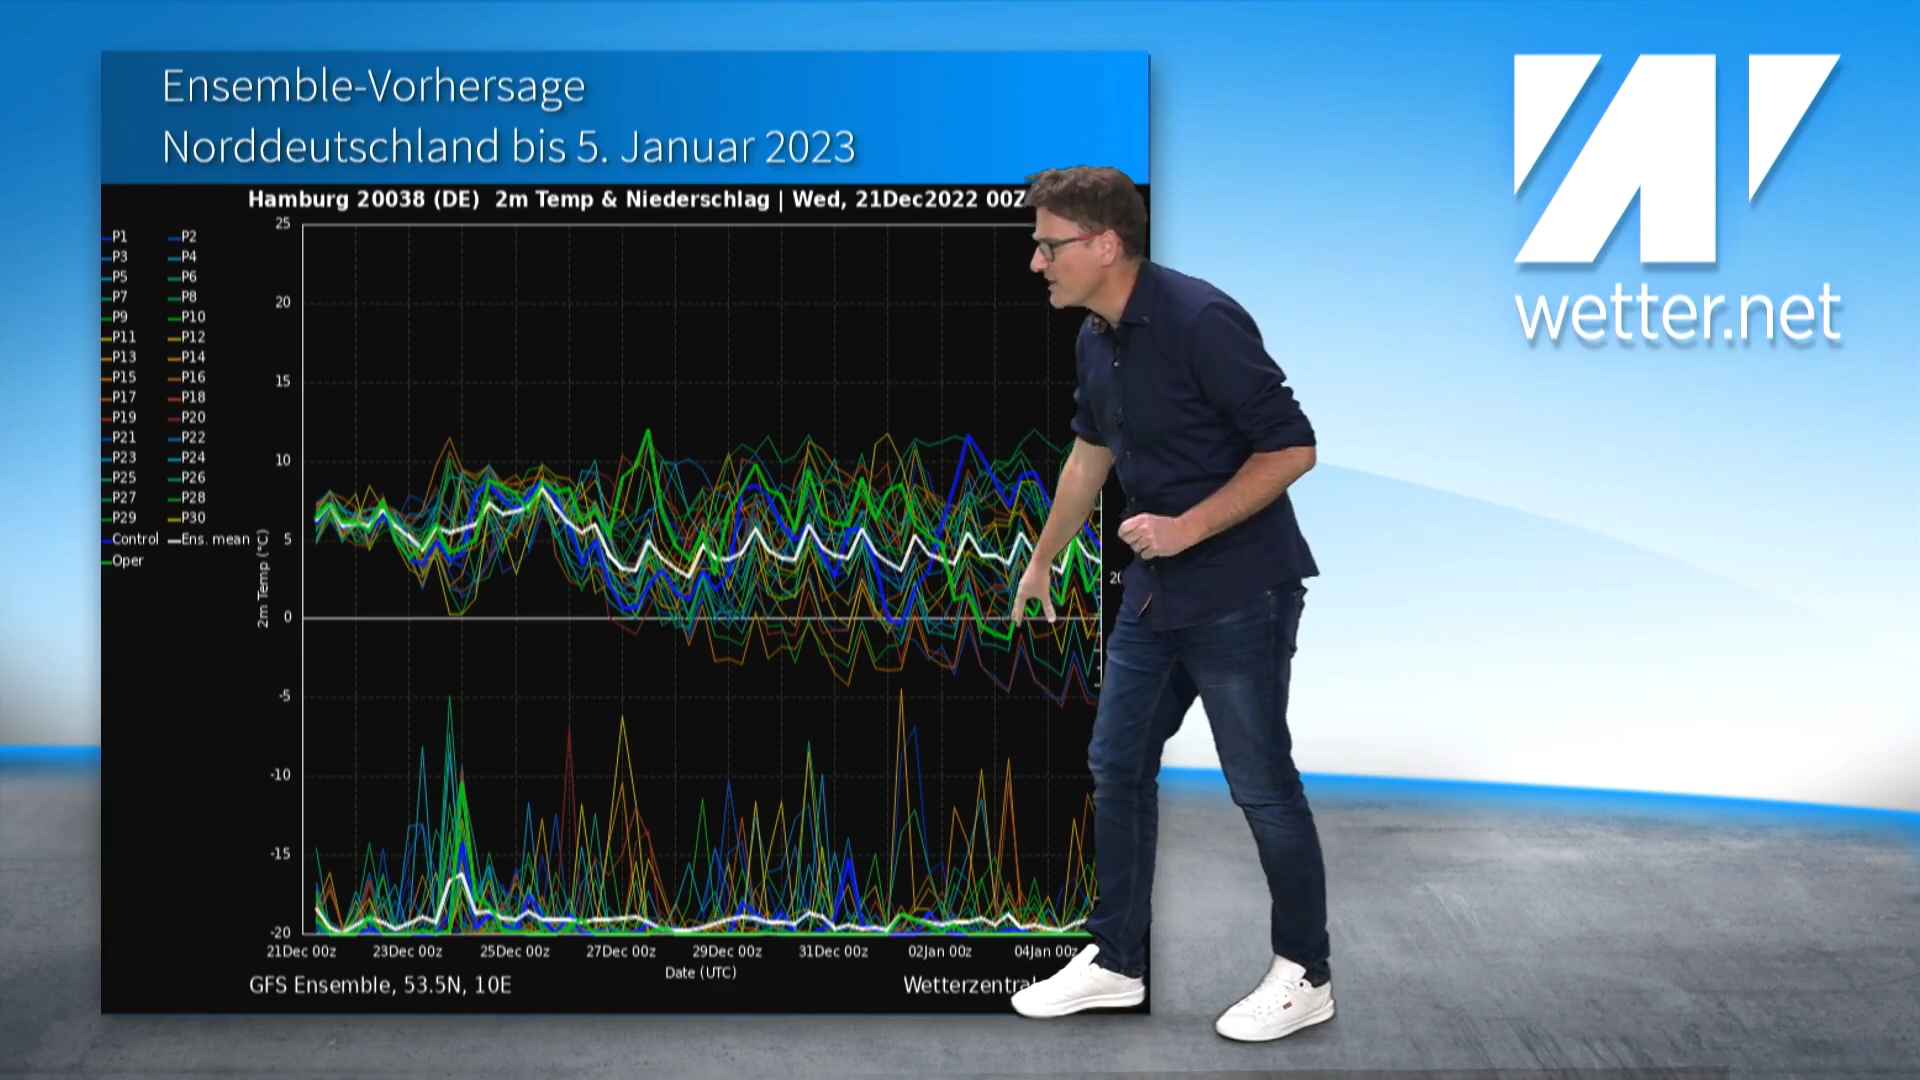 Ensemble-Vorhersage
Norddeutschland bis 5. Januar 2023
wetter.net
Hamburg 20038 (DE) 2m Temp & Niederschlag | Wed, 21Dec2022 00Z
P1 P2
P3 P4
P5 P6
P7 P8
P9 P10
P11 P12
P13 P14
P15 P16
P17 P18
P19 P20
P21 P22
P23 P24
P25 P26
P27 P28
P29 P30
Control Ens. mean
Oper
2m Temp (°C)
25
20
15
10
5
0
-5
-10
-15
-20
20
21Dec 00z 23Dec 00z 25Dec 00z 27Dec 00z 29Dec 00z 31Dec 00z 02Jan 00z 04Jan 00z
Date (UTC)
GFS Ensemble, 53.5N, 10E
Wetterzentral